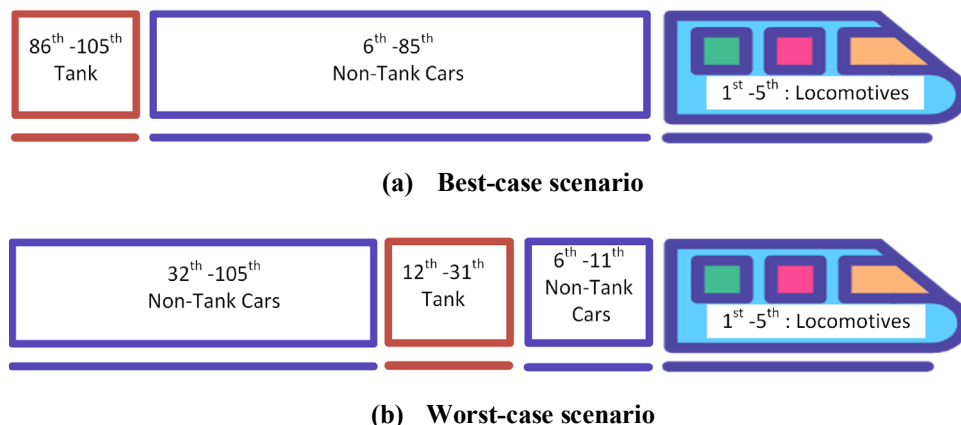 86th -105th
Tank
6th -85th
Non-Tank Cars
1st -5th : Locomotives
(a) Best-case scenario
32th -105th
Non-Tank Cars
12th -31th
Tank
6th -11th
Non-Tank
Cars
1st -5th : Locomotives
(b) Worst-case scenario